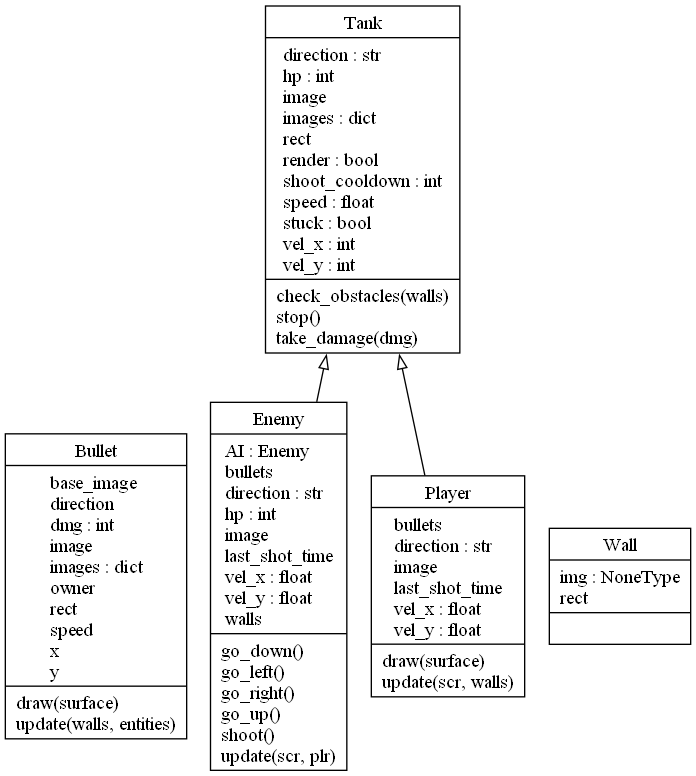 Tank
direction : str
hp : int
image
images : dict
rect
render : bool
shoot_cooldown : int
speed : float
stuck : bool
vel_x : int
vel_y : int
check_obstacles(walls)
stop()
take_damage(dmg)
Bullet
base_image
direction
dmg : int
image
images : dict
owner
rect
speed
x
y
draw(surface)
update(walls, entities)
Enemy
AI : Enemy
bullets
direction : str
hp : int
image
last_shot_time
vel_x : float
vel_y : float
walls
go_down()
go_left()
go_right()
go_up()
shoot()
update(scr, plr)
Player
bullets
direction : str
image
last_shot_time
vel_x : float
vel_y : float
draw(surface)
update(scr, walls)
Wall
img : NoneType
rect